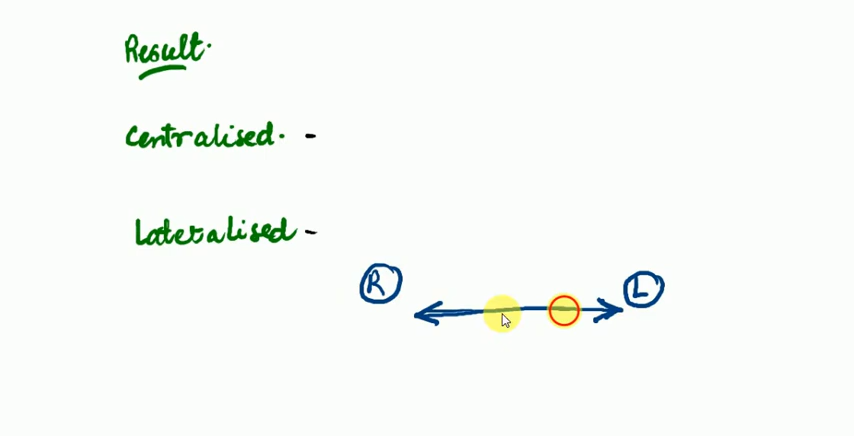 Result.
Centralised. -
Lateralised -
R L